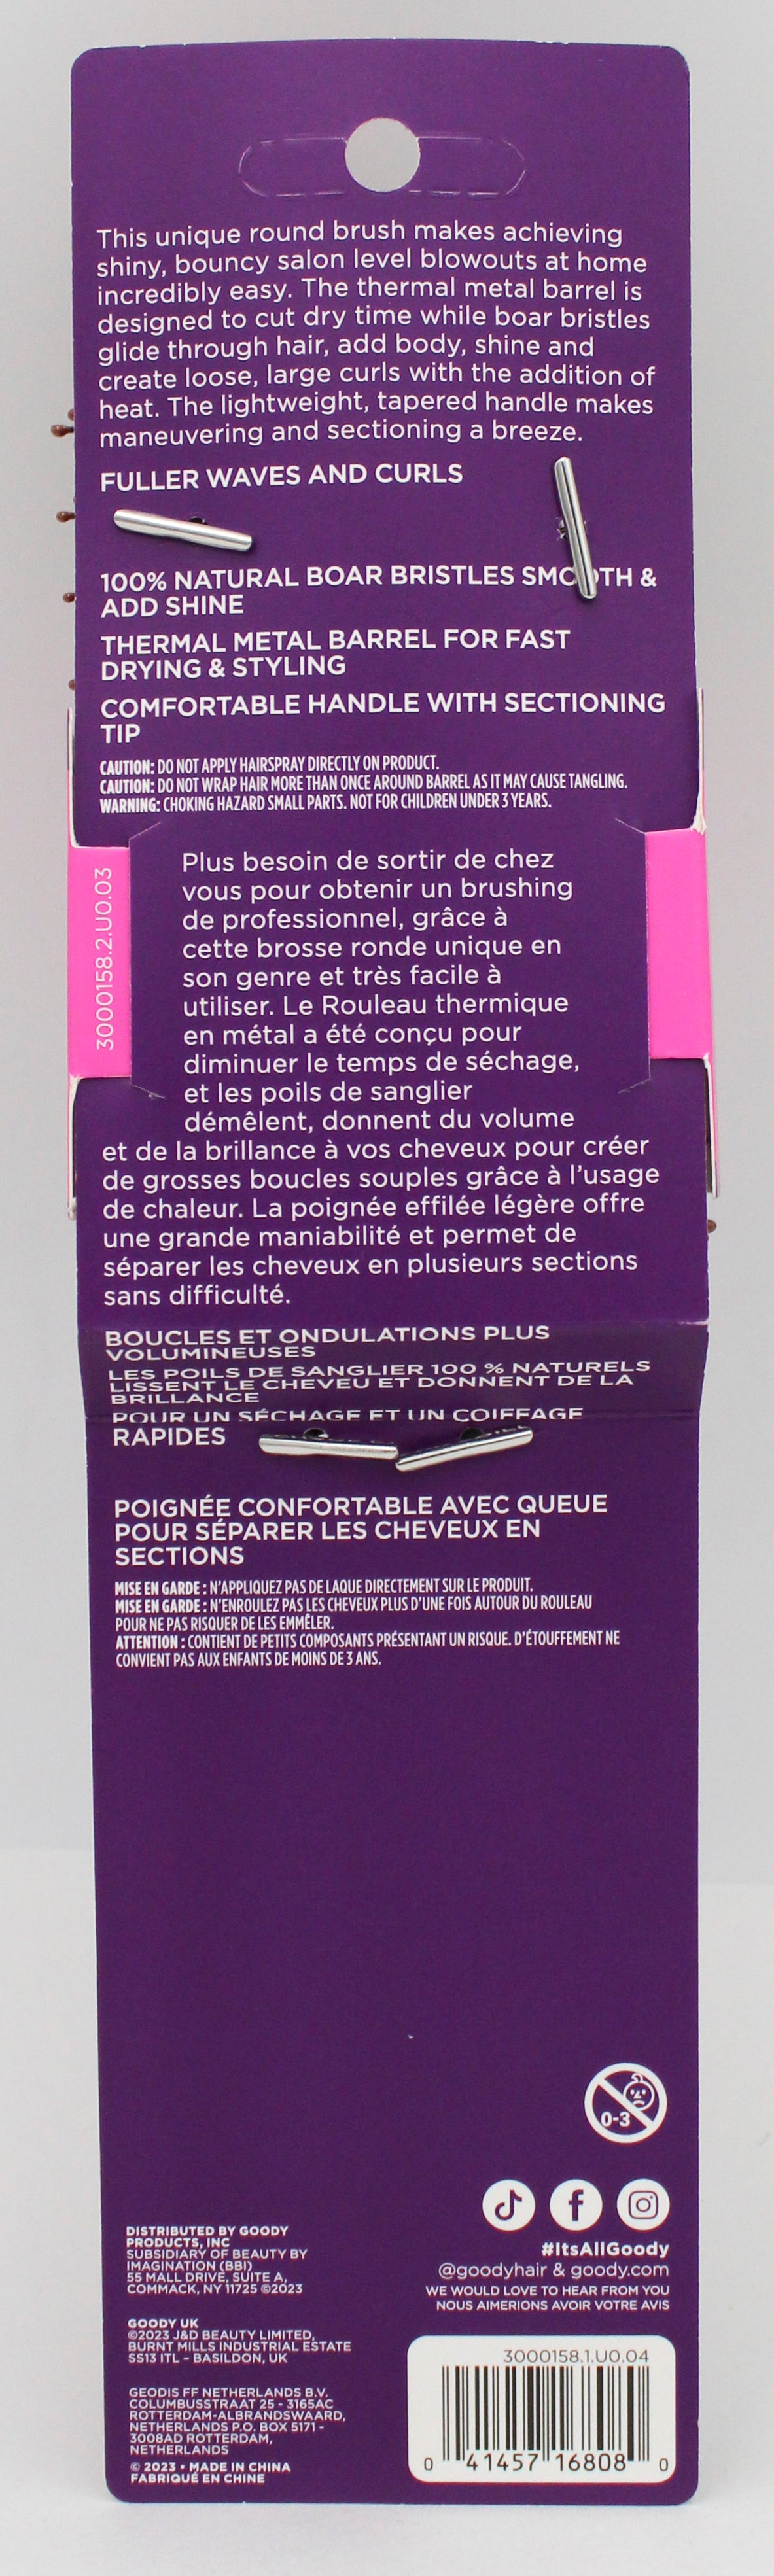 This unique round brush makes achieving
shiny, bouncy salon level blowouts at home
incredibly easy. The thermal metal barrel is
designed to cut dry time while boar bristles
glide through hair, add body, shine and
create loose, large curls with the addition of
heat. The lightweight, tapered handle makes
maneuvering and sectioning a breeze.
FULLER WAVES AND CURLS
100% NATURAL BOAR BRISTLES SMOOTH &
ADD SHINE
THERMAL METAL BARREL FOR FAST
DRYING & STYLING
COMFORTABLE HANDLE WITH SECTIONING
TIP
CAUTION: DO NOT APPLY HAIRSPRAY DIRECTLY ON PRODUCT.
CAUTION: DO NOT WRAP HAIR MORE THAN ONCE AROUND BARREL AS IT MAY CAUSE TANGLING.
WARNING: CHOKING HAZARD SMALL PARTS. NOT FOR CHILDREN UNDER 3 YEARS.
3000158.2.U0.03
Plus besoin de sortir de chez
vous pour obtenir un brushing
de professionnel, grâce à
cette brosse ronde unique en
son genre et très facile à
utiliser. Le Rouleau thermique
en métal a été conçu pour
diminuer le temps de séchage,
et les poils de sanglier
démêlent, donnent du volume
et de la brillance à vos cheveux pour créer
de grosses boucles souples grâce à l'usage
de chaleur. La poignée effilée légère offre
une grande maniabilité et permet de
séparer les cheveux en plusieurs sections
sans difficulté.
BOUCLES ET ONDULATIONS PLUS
VOLUMINEUSES
LES POILS DE SANGLIER 100 % NATURELS
LISSENT LE CHEVEU ET DONNENT DE LA
BRILLANCE
POUR UN SÉCHAGE ET UN COIFFAGE
RAPIDES
POIGNÉE CONFORTABLE AVEC QUEUE
POUR SÉPARER LES CHEVEUX EN
SECTIONS
MISE EN GARDE : N'APPLIQUEZ PAS DE LAQUE DIRECTEMENT SUR LE PRODUIT.
MISE EN GARDE : N'ENROULEZ PAS LES CHEVEUX PLUS D'UNE FOIS AUTOUR DU ROULEAU
POUR NE PAS RISQUER DE LES EMMÊLER.
ATTENTION : CONTIENT DE PETITS COMPOSANTS PRÉSENTANT UN RISQUE. D'ÉTOUFFEMENT NE
CONVIENT PAS AUX ENFANTS DE MOINS DE 3 ANS.
0-3
#ItsAllGoody
@goodyhair & goody.com
WE WOULD LOVE TO HEAR FROM YOU
NOUS AIMERIONS AVOIR VOTRE AVIS
DISTRIBUTED BY GOODY
PRODUCTS, INC
SUBSIDIARY OF BEAUTY BY
IMAGINATION (BBI)
55 MALL DRIVE, SUITE A,
COMMACK, NY 11725 ©2023
GOODY UK
©2023 J&D BEAUTY LIMITED,
BURNT MILLS INDUSTRIAL ESTATE
SS13 1TL - BASILDON, UK
GEODIS FF NETHERLANDS B.V.
COLUMBUSSTRAAT 25 - 3165AC
ROTTERDAM-ALBRANDSWAARD,
NETHERLANDS P.O. BOX 5171 -
3008AD ROTTERDAM,
NETHERLANDS
© 2023 • MADE IN CHINA
FABRIQUÉ EN CHINE
3000158.1.U0.04
0 41457 16808 0